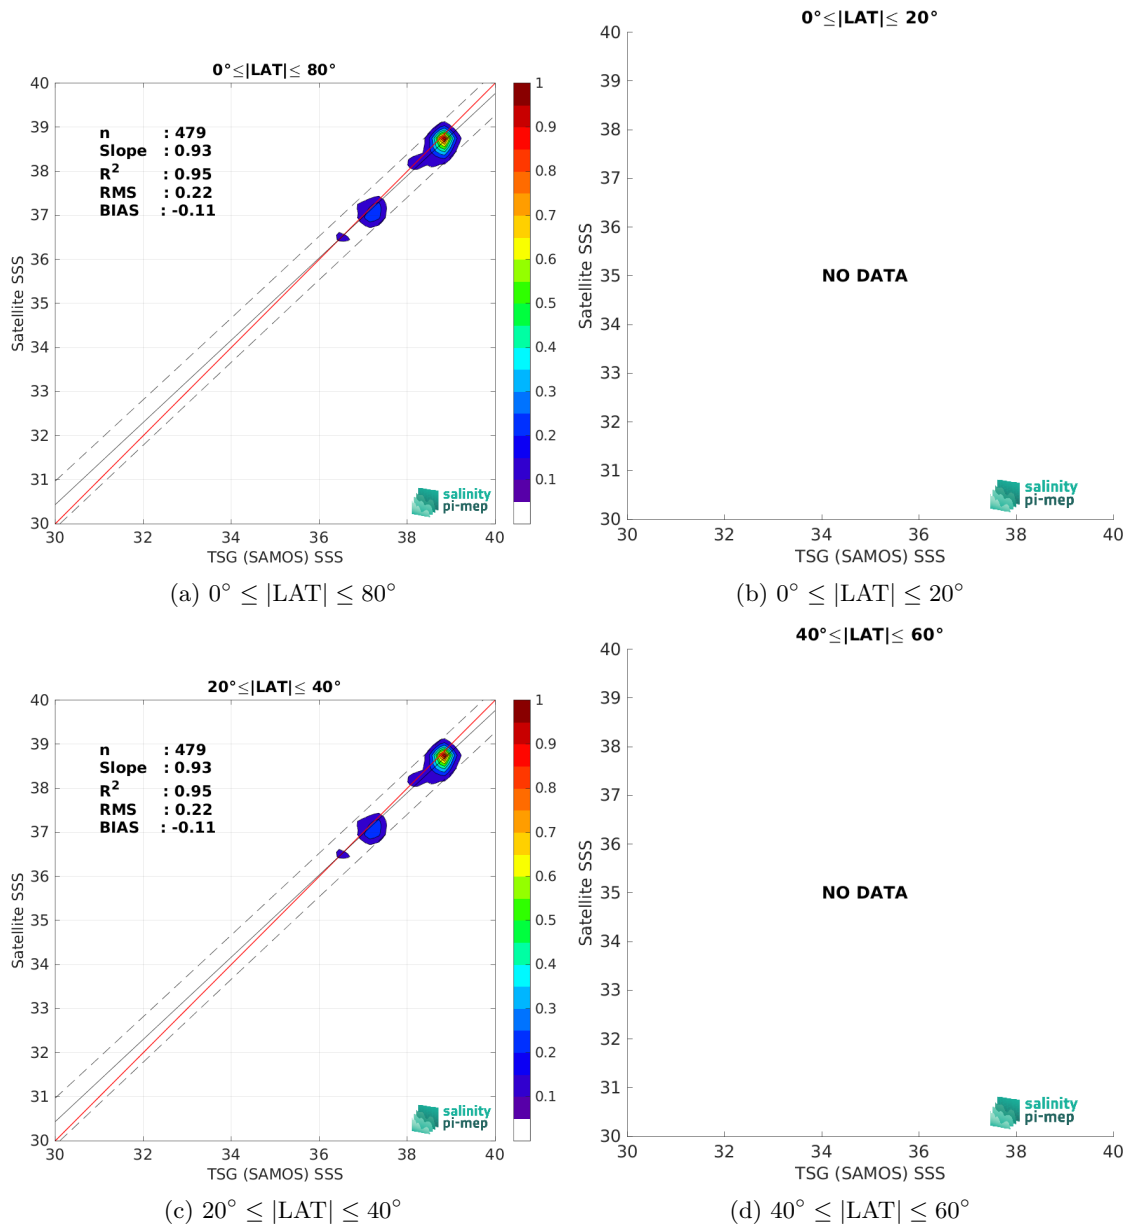 0°≤|LAT|≤ 80°
40
39
38
37
36
35
34
33
32
31
30
Satellite SSS
n : 479
Slope : 0.93
R² : 0.95
RMS : 0.22
BIAS : -0.11
salinity
pi-mep
30 32 34 36 38 40
TSG (SAMOS) SSS
1
0.9
0.8
0.7
0.6
0.5
0.4
0.3
0.2
0.1
(a) 0° ≤ |LAT| ≤ 80°
0°≤|LAT|≤ 20°
40
39
38
37
36
35
34
33
32
31
30
Satellite SSS
NO DATA
salinity
pi-mep
30 32 34 36 38 40
TSG (SAMOS) SSS
(b) 0° ≤ |LAT| ≤ 20°
20°≤|LAT|≤ 40°
40
39
38
37
36
35
34
33
32
31
30
Satellite SSS
n : 479
Slope : 0.93
R² : 0.95
RMS : 0.22
BIAS : -0.11
salinity
pi-mep
30 32 34 36 38 40
TSG (SAMOS) SSS
1
0.9
0.8
0.7
0.6
0.5
0.4
0.3
0.2
0.1
(c) 20° ≤ |LAT| ≤ 40°
40°≤|LAT|≤ 60°
40
39
38
37
36
35
34
33
32
31
30
Satellite SSS
NO DATA
salinity
pi-mep
30 32 34 36 38 40
TSG (SAMOS) SSS
(d) 40° ≤ |LAT| ≤ 60°